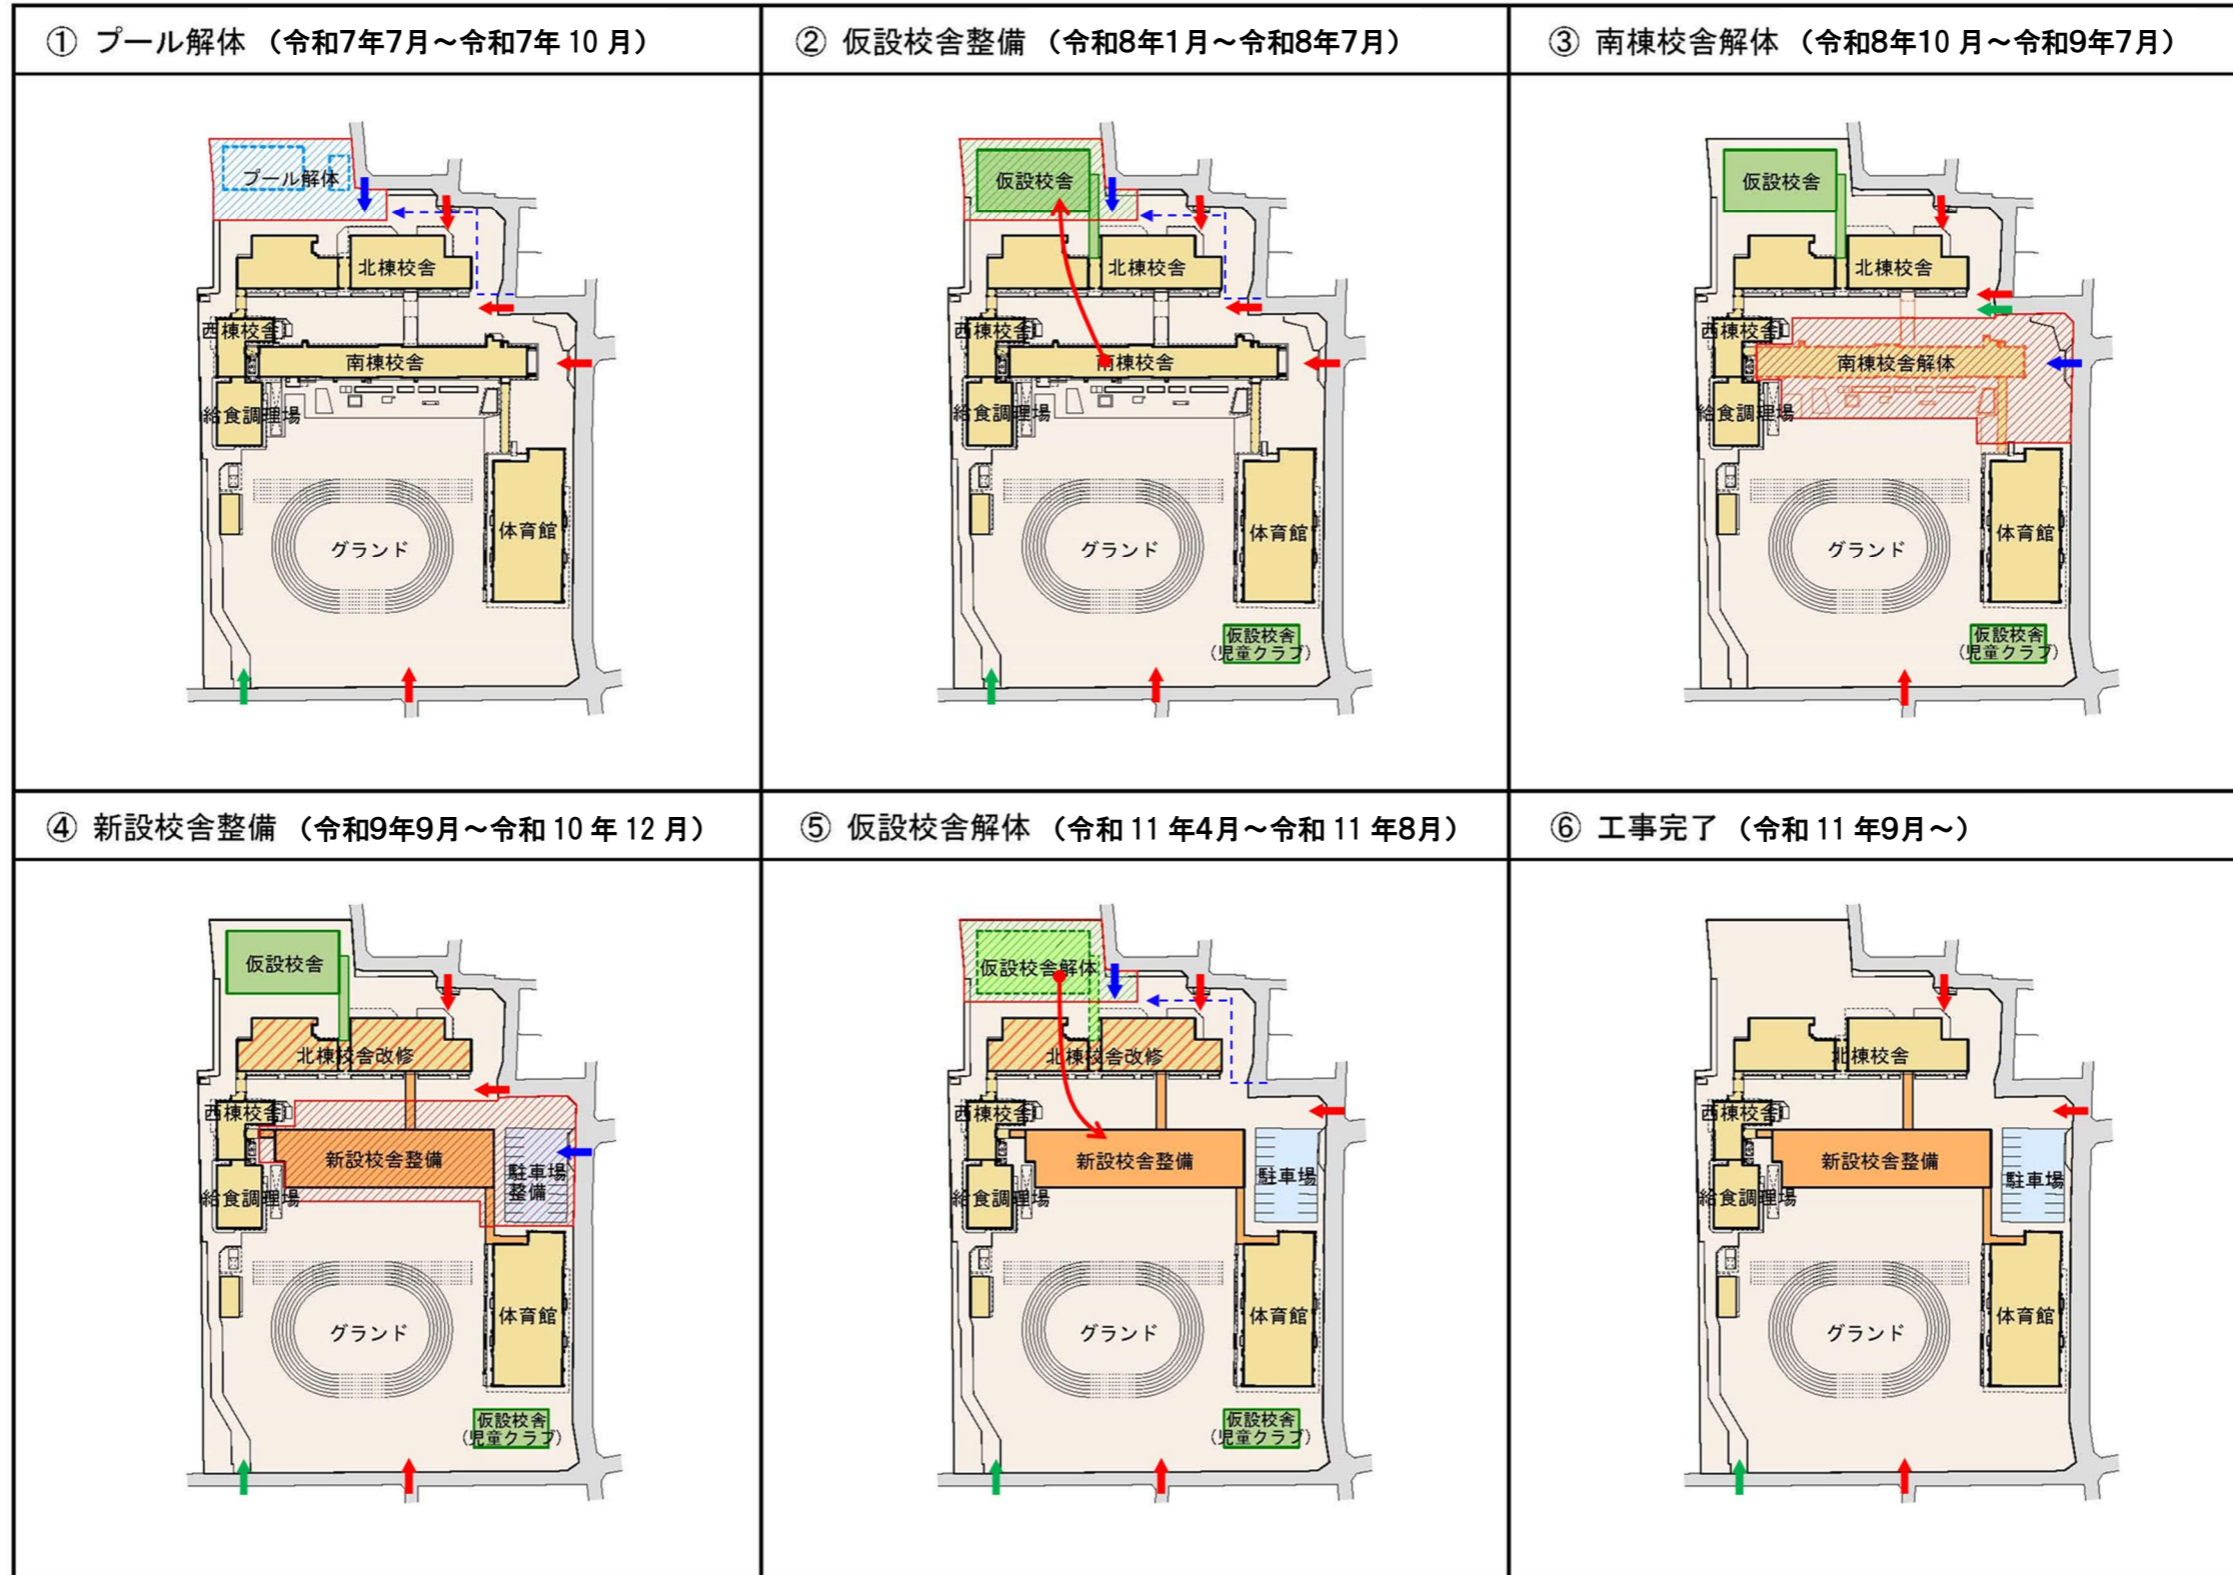 ① プール解体 （令和7年7月～令和7年 10 月）
プール解体
北棟校舎
西棟校舎
南棟校舎
給食調理場
グランド
体育館
② 仮設校舎整備 （令和8年1月～令和8年7月）
仮設校舎
北棟校舎
西棟校舎
南棟校舎
給食調理場
グランド
体育館
仮設校舎
（児童クラブ）
③ 南棟校舎解体 （令和8年10 月～令和9年7月）
仮設校舎
北棟校舎
西棟校舎
南棟校舎解体
給食調理場
グランド
体育館
仮設校舎
（児童クラブ）
④ 新設校舎整備 （令和9年9月～令和 10 年 12 月）
仮設校舎
北棟校舎改修
西棟校舎
新設校舎整備
駐車場
整備
給食調理場
グランド
体育館
仮設校舎
（児童クラブ）
⑤ 仮設校舎解体 （令和 11 年4月～令和 11 年8月）
仮設校舎解体
北棟校舎改修
西棟校舎
新設校舎整備
駐車場
給食調理場
グランド
体育館
仮設校舎
（児童クラブ）
⑥ 工事完了 （令和 11 年9月～）
北棟校舎
西棟校舎
新設校舎整備
駐車場
給食調理場
グランド
体育館